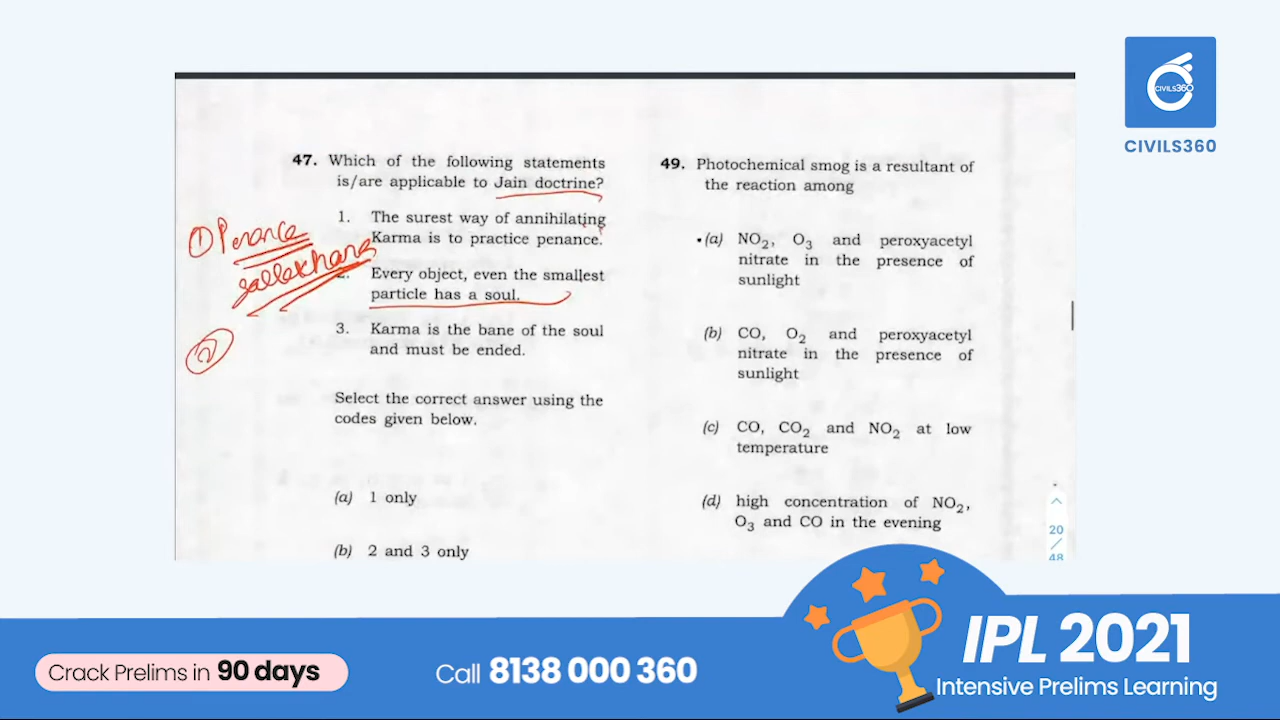 CIVILS360
CIVILS360
47. Which of the following statements
is/are applicable to Jain doctrine?
1. The surest way of annihilating
Karma is to practice penance.
① Penance
Sallekhana
2. Every object, even the smallest
particle has a soul.
②
3. Karma is the bane of the soul
and must be ended.
Select the correct answer using the
codes given below.
(a) 1 only
(b) 2 and 3 only
49. Photochemical smog is a resultant of
the reaction among
(a) NO₂, O₃ and peroxyacetyl
nitrate in the presence of
sunlight
(b) CO, O₂ and peroxyacetyl
nitrate in the presence of
sunlight
(c) CO, CO₂ and NO₂ at low
temperature
(d) high concentration of NO₂,
O₃ and CO in the evening
20
/
48
Crack Prelims in 90 days
Call 8138 000 360
IPL 2021
Intensive Prelims Learning